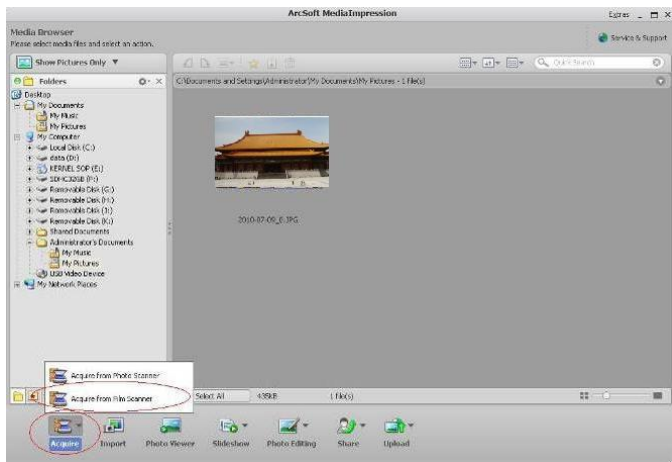 ArcSoft MediaImpression
Extras
Media Browser
Please select media files and select an action.
Service & Support
Show Pictures Only
Quick Search
Folders
C:\Documents and Settings\Administrator\My Documents\My Pictures - 1 File(s)
Desktop
My Documents
My Music
My Pictures
My Computer
Local Disk (C:)
data (D:)
KERNEL SOP (E:)
SDHC32GB (F:)
Removable Disk (G:)
Removable Disk (H:)
Removable Disk (J:)
Removable Disk (K:)
Shared Documents
Administrator's Documents
My Music
My Pictures
USB Video Device
My Network Places
2010-07-09_8.JPG
Acquire from Photo Scanner
Acquire from Film Scanner
Select All
435KB
1 File(s)
Acquire
Import
Photo Viewer
Slideshow
Photo Editing
Share
Upload